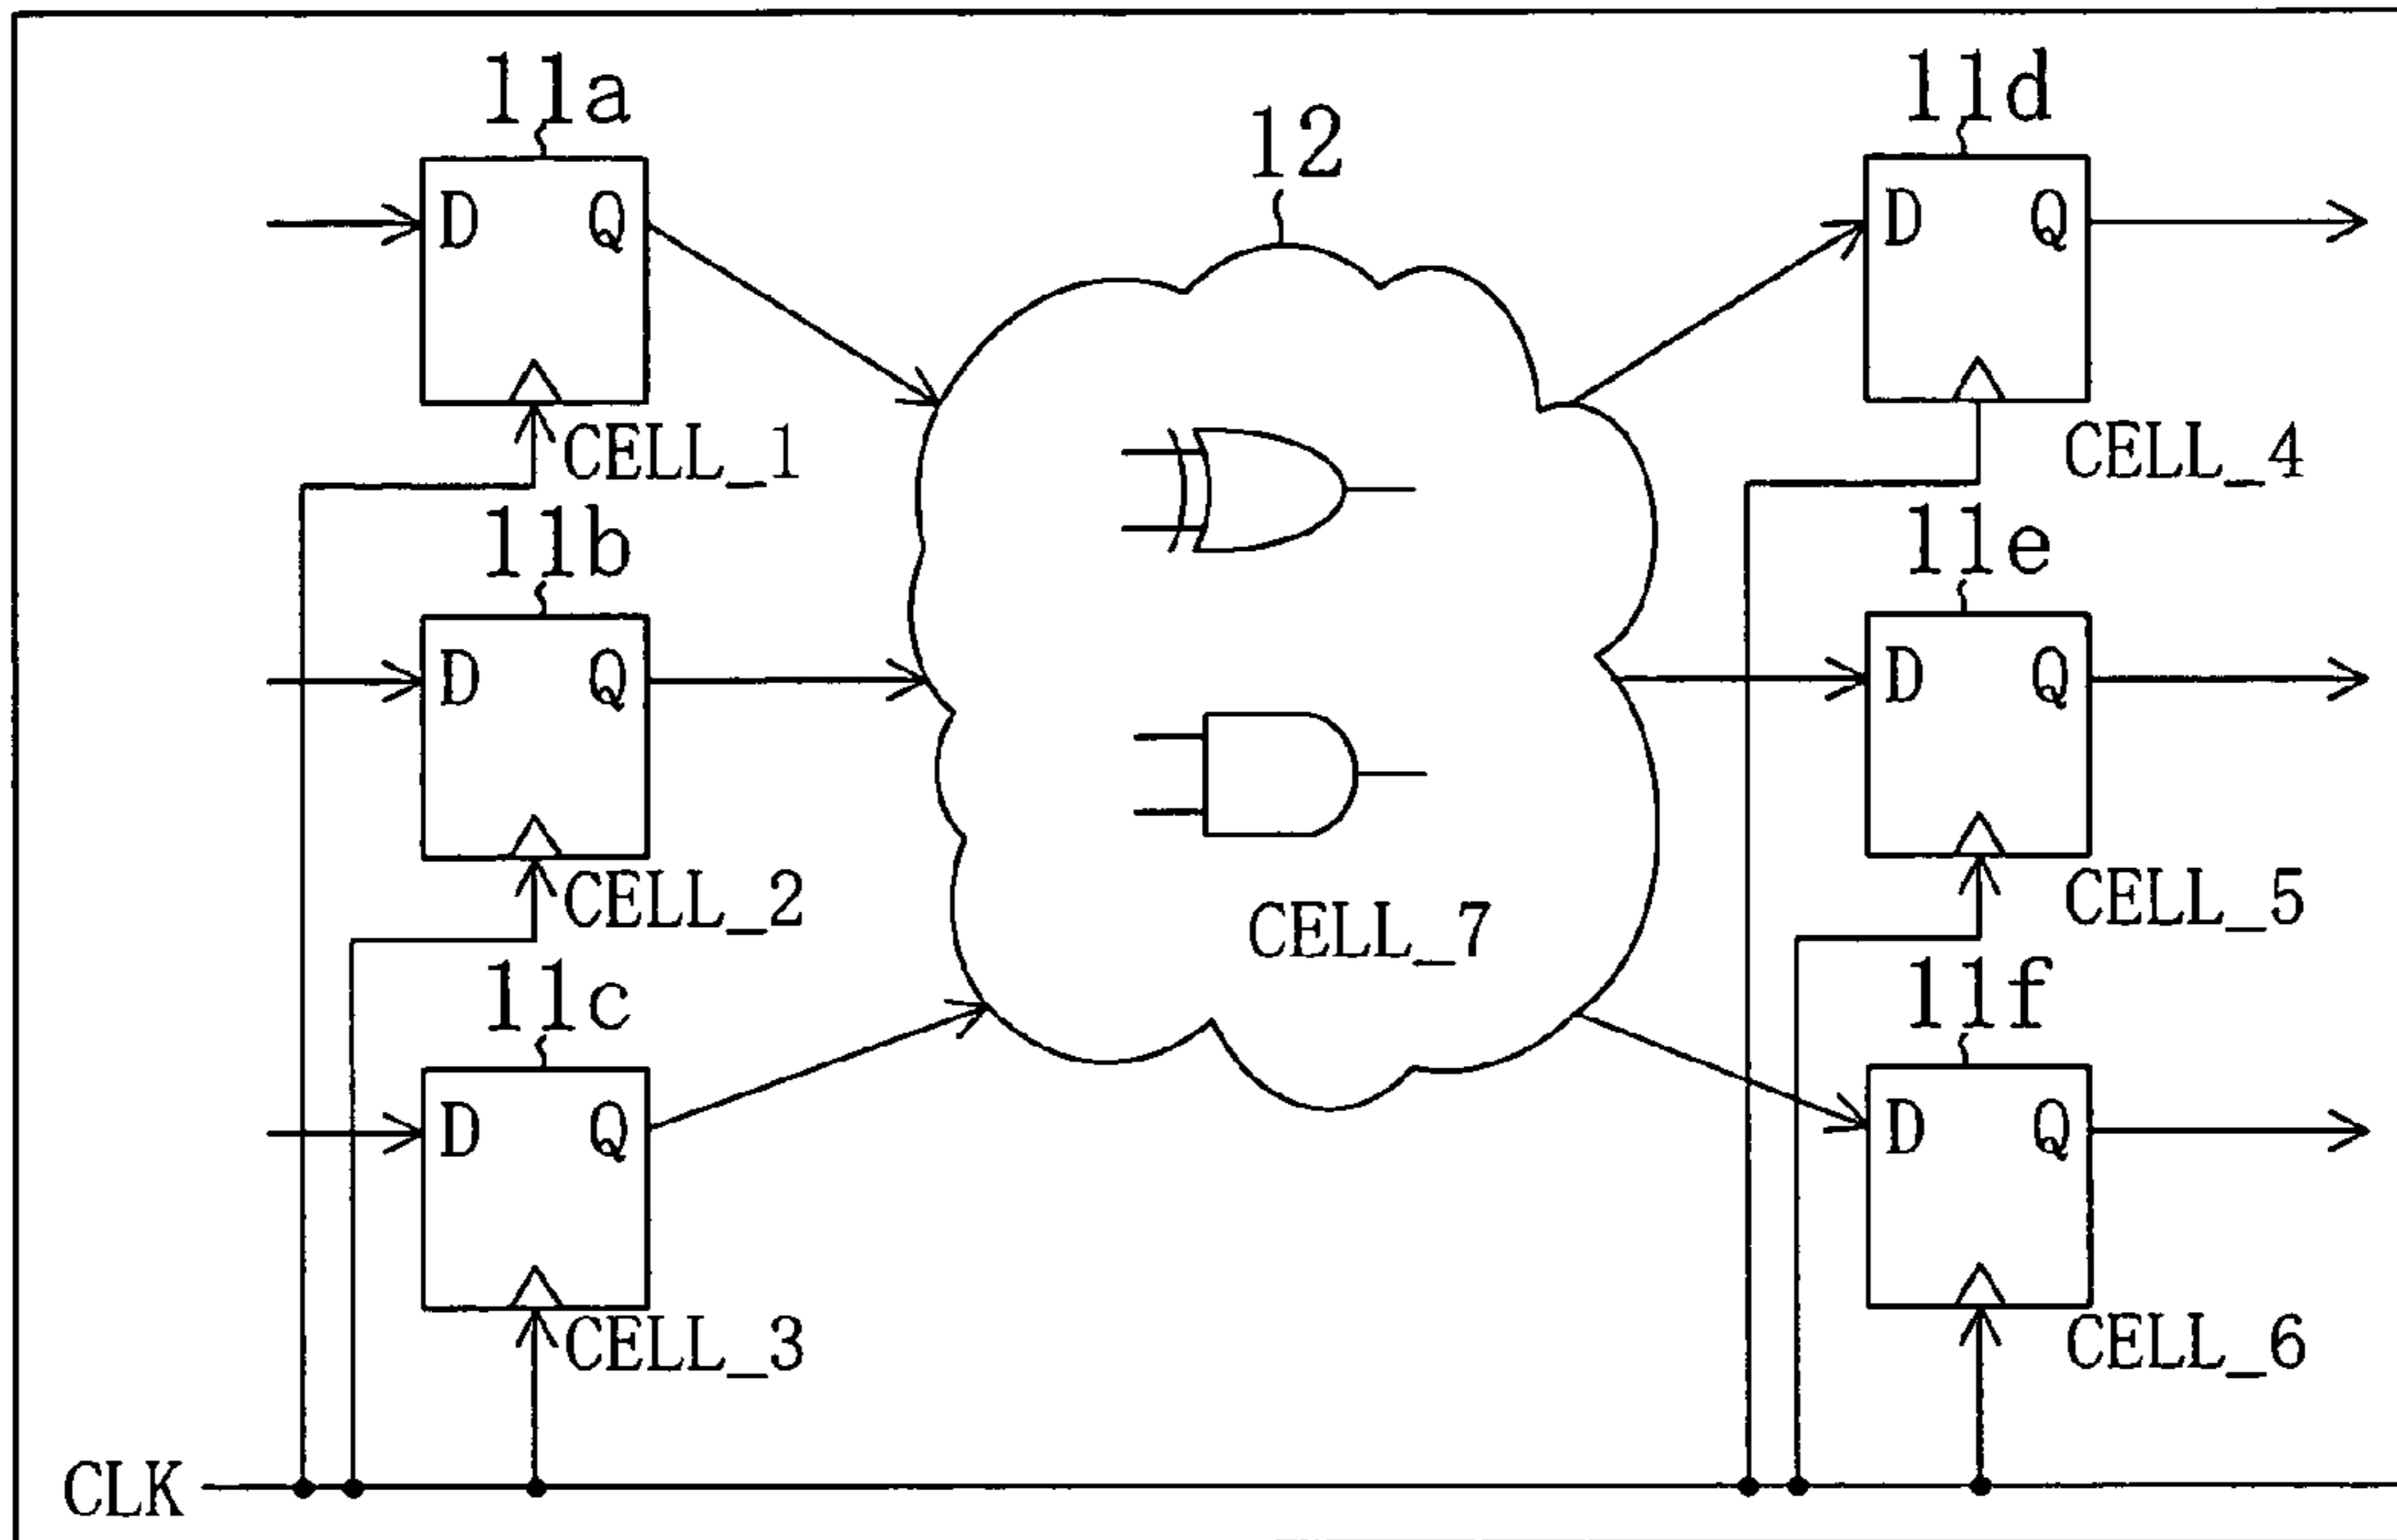 11a
11d
12
D Q
D Q
CELL_1
CELL_4
11b
11e
D Q
D Q
CELL_2
CELL_5
CELL_7
11c
11f
D Q
D Q
CELL_3
CELL_6
CLK